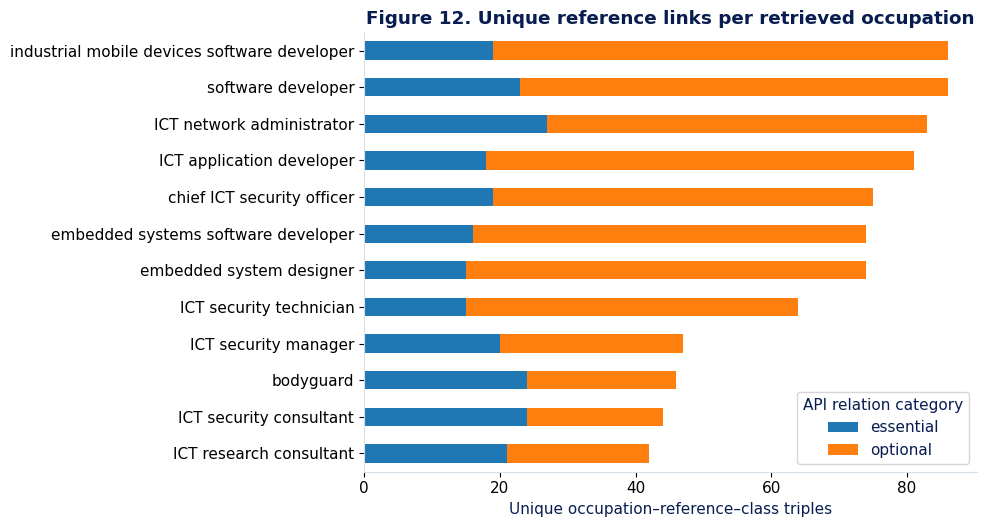 Figure 12. Unique reference links per retrieved occupation
industrial mobile devices software developer
software developer
ICT network administrator
ICT application developer
chief ICT security officer
embedded systems software developer
embedded system designer
ICT security technician
ICT security manager
bodyguard
ICT security consultant
ICT research consultant
API relation category
essential
optional
0 20 40 60 80
Unique occupation–reference–class triples